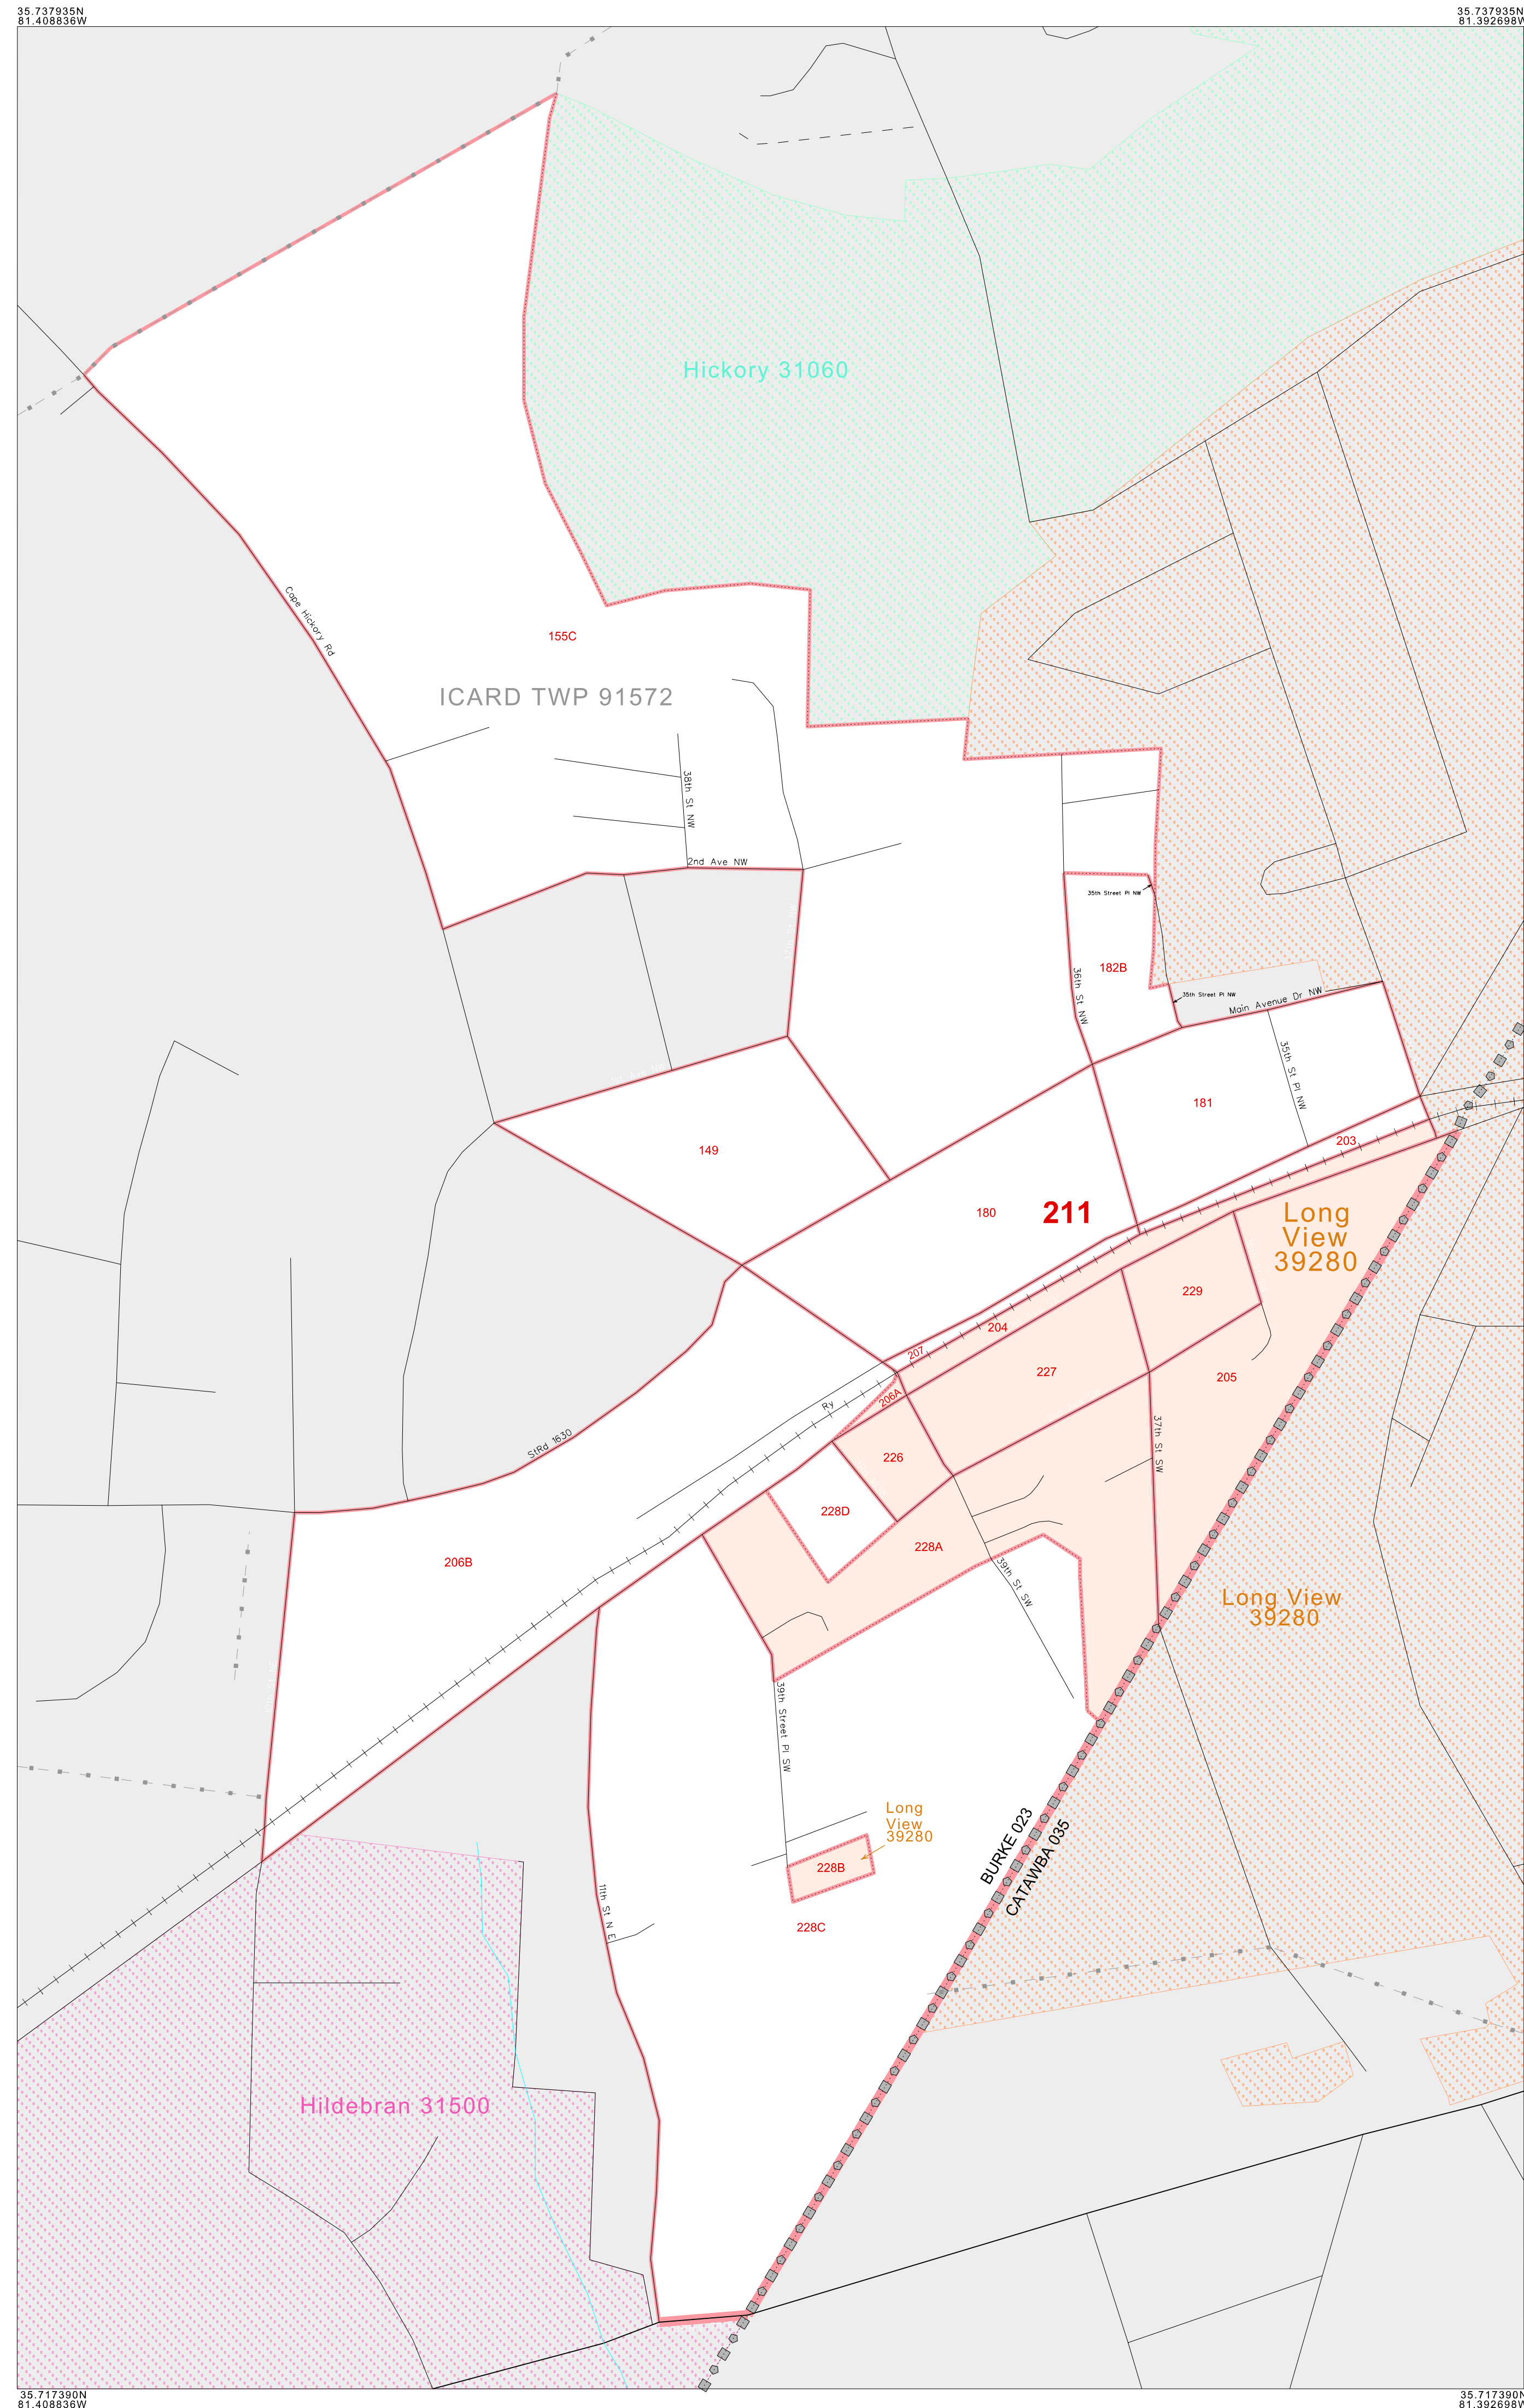 35.737935N
81.408836W
35.737935N
81.392698W
Hickory 31060
Cape Hickory Rd
155C
ICARD TWP 91572
38th St NW
2nd Ave NW
35th Street Pl NW
182B
36th St NW
35th Street Pl NW
Main Avenue Dr NW
35th St Pl NW
181
203
149
180
211
Long
View
39280
229
204
207
227
205
206A
Ry
37th St SW
StRd 1630
226
228D
228A
206B
39th St SW
Long View
39280
39th Street Pl SW
Long
View
39280
BURKE 023
CATAWBA 035
228B
11th St N E
228C
Hildebran 31500
35.717390N
81.408836W
35.717390N
81.392698W